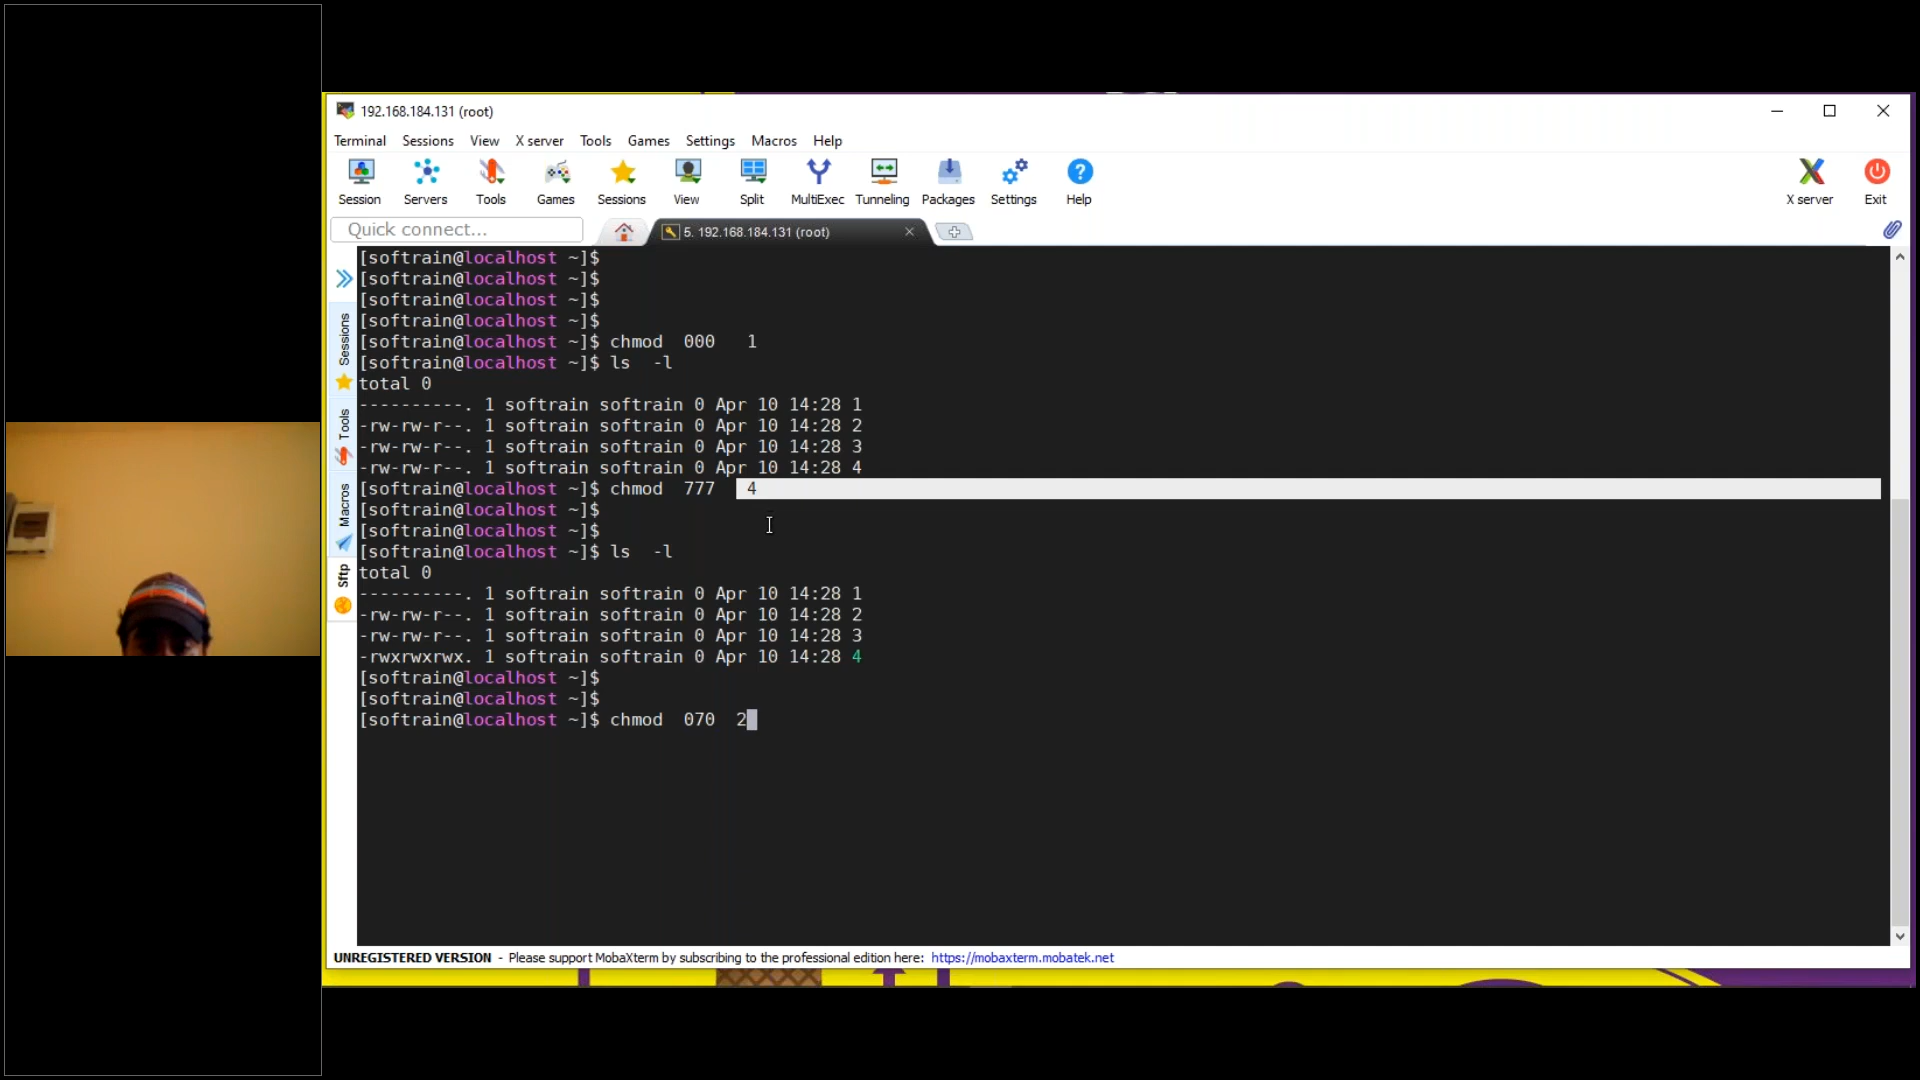 192.168.184.131 (root)
Terminal Sessions View X server Tools Games Settings Macros Help
Session Servers Tools Games Sessions View Split MultiExec Tunneling Packages Settings Help X server Exit
Quick connect... 5. 192.168.184.131 (root)
Sessions
Tools
Macros
Sftp
[softrain@localhost ~]$
[softrain@localhost ~]$
[softrain@localhost ~]$
[softrain@localhost ~]$
[softrain@localhost ~]$ chmod  000   1
[softrain@localhost ~]$ ls  -l
total 0
----------. 1 softrain softrain 0 Apr 10 14:28 1
-rw-rw-r--. 1 softrain softrain 0 Apr 10 14:28 2
-rw-rw-r--. 1 softrain softrain 0 Apr 10 14:28 3
-rw-rw-r--. 1 softrain softrain 0 Apr 10 14:28 4
[softrain@localhost ~]$ chmod  777   4
[softrain@localhost ~]$
[softrain@localhost ~]$
[softrain@localhost ~]$ ls  -l
total 0
----------. 1 softrain softrain 0 Apr 10 14:28 1
-rw-rw-r--. 1 softrain softrain 0 Apr 10 14:28 2
-rw-rw-r--. 1 softrain softrain 0 Apr 10 14:28 3
-rwxrwxrwx. 1 softrain softrain 0 Apr 10 14:28 4
[softrain@localhost ~]$
[softrain@localhost ~]$
[softrain@localhost ~]$ chmod  070  2
UNREGISTERED VERSION - Please support MobaXterm by subscribing to the professional edition here: https://mobaxterm.mobatek.net